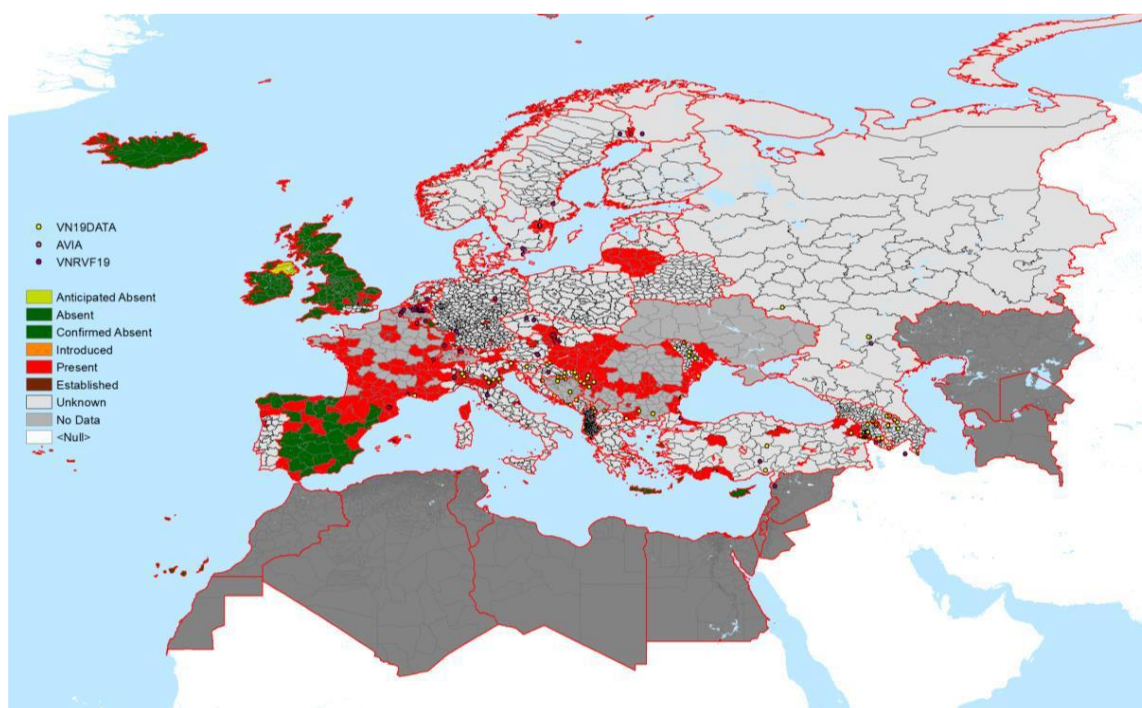 VN19DATA
AVIA
VNRVF19
Anticipated Absent
Absent
Confirmed Absent
Introduced
Present
Established
Unknown
No Data
<Null>